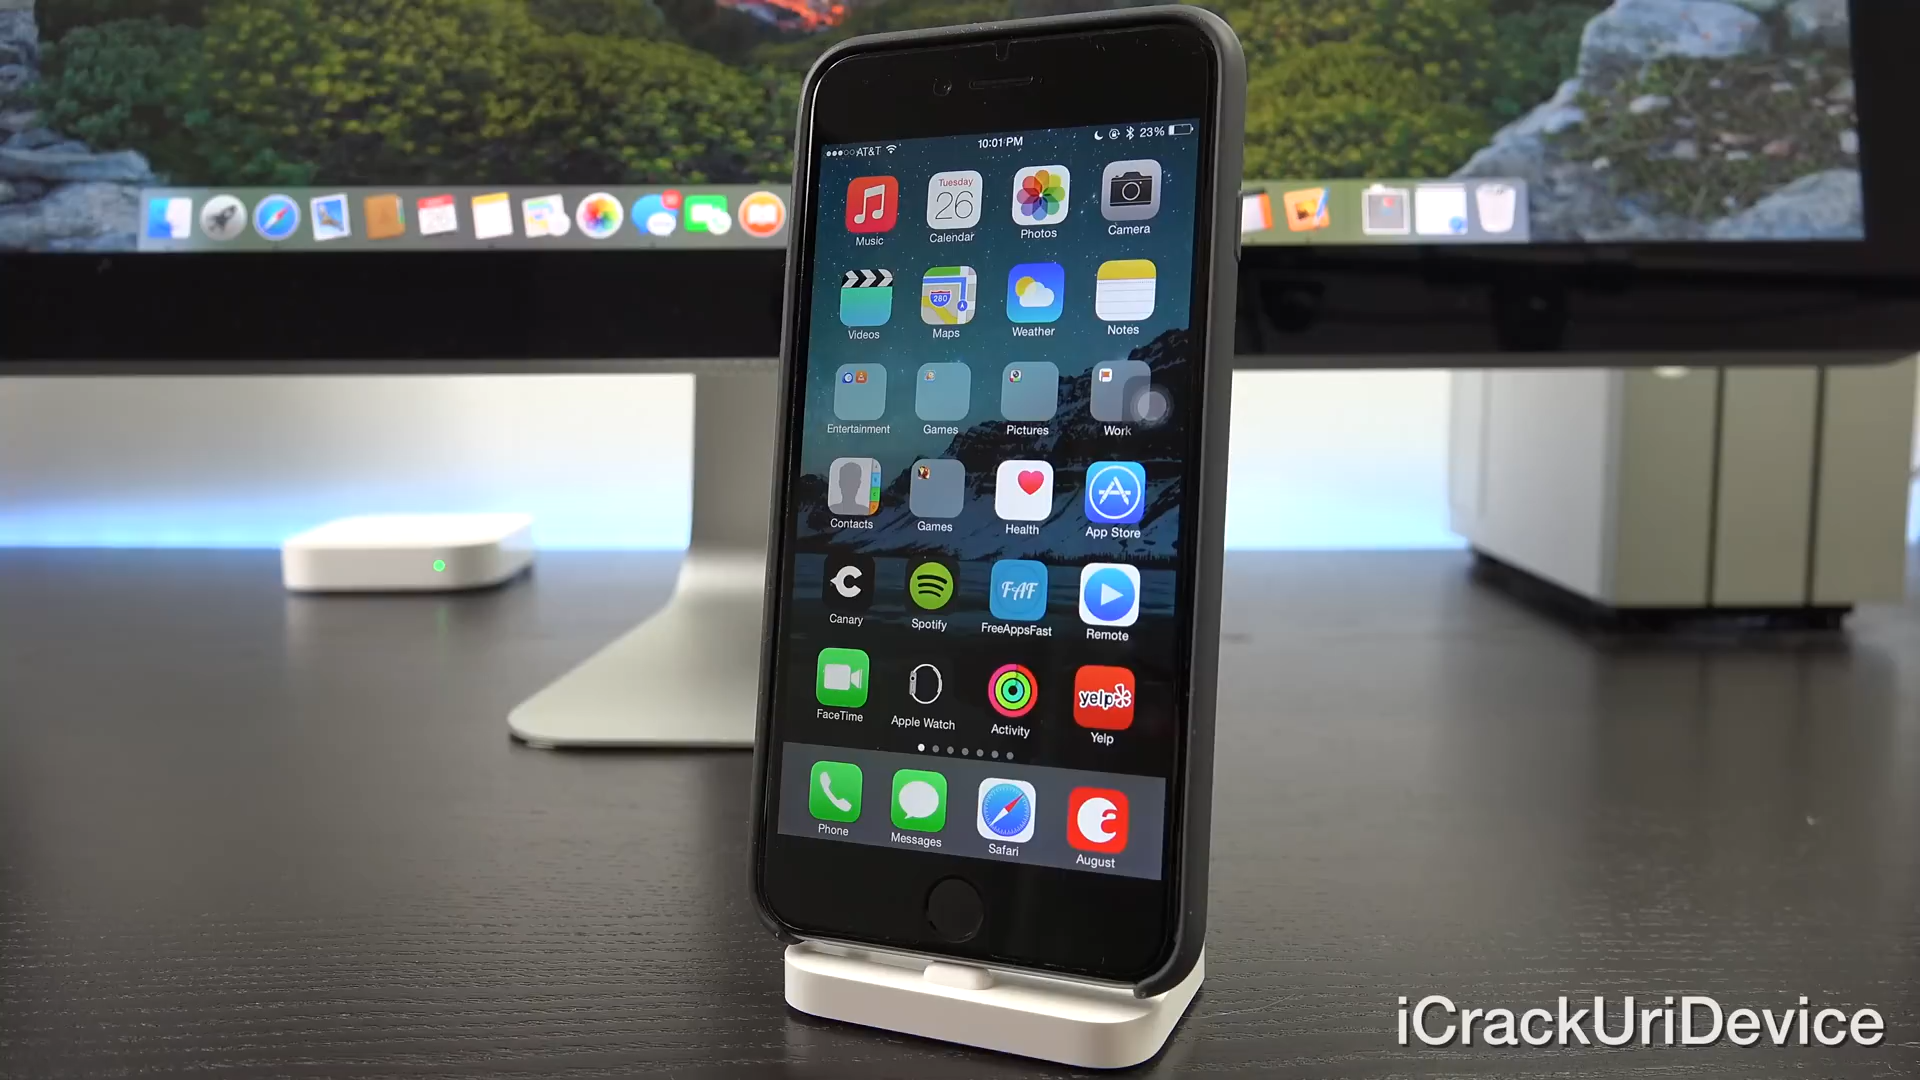 AT&T 10:01 PM 23%
Music Tuesday 26 Calendar Photos Camera
Videos 280 Maps Weather Notes
Entertainment Games Pictures Work
Contacts Games Health App Store
Canary Spotify FAF FreeAppsFast Remote
FaceTime Apple Watch Activity yelp Yelp
Phone Messages Safari August
iCrackUriDevice